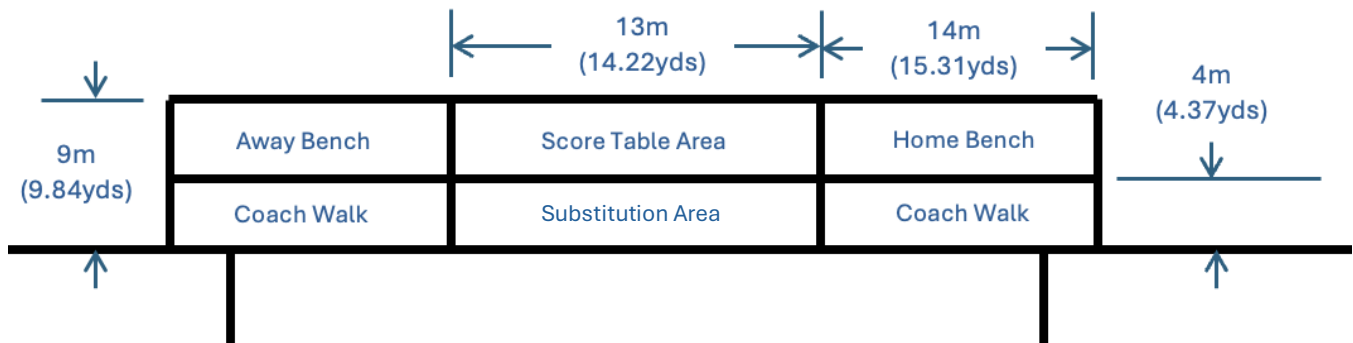 13m
(14.22yds)
14m
(15.31yds)
4m
(4.37yds)
9m
(9.84yds)
Away Bench
Score Table Area
Home Bench
Coach Walk
Substitution Area
Coach Walk